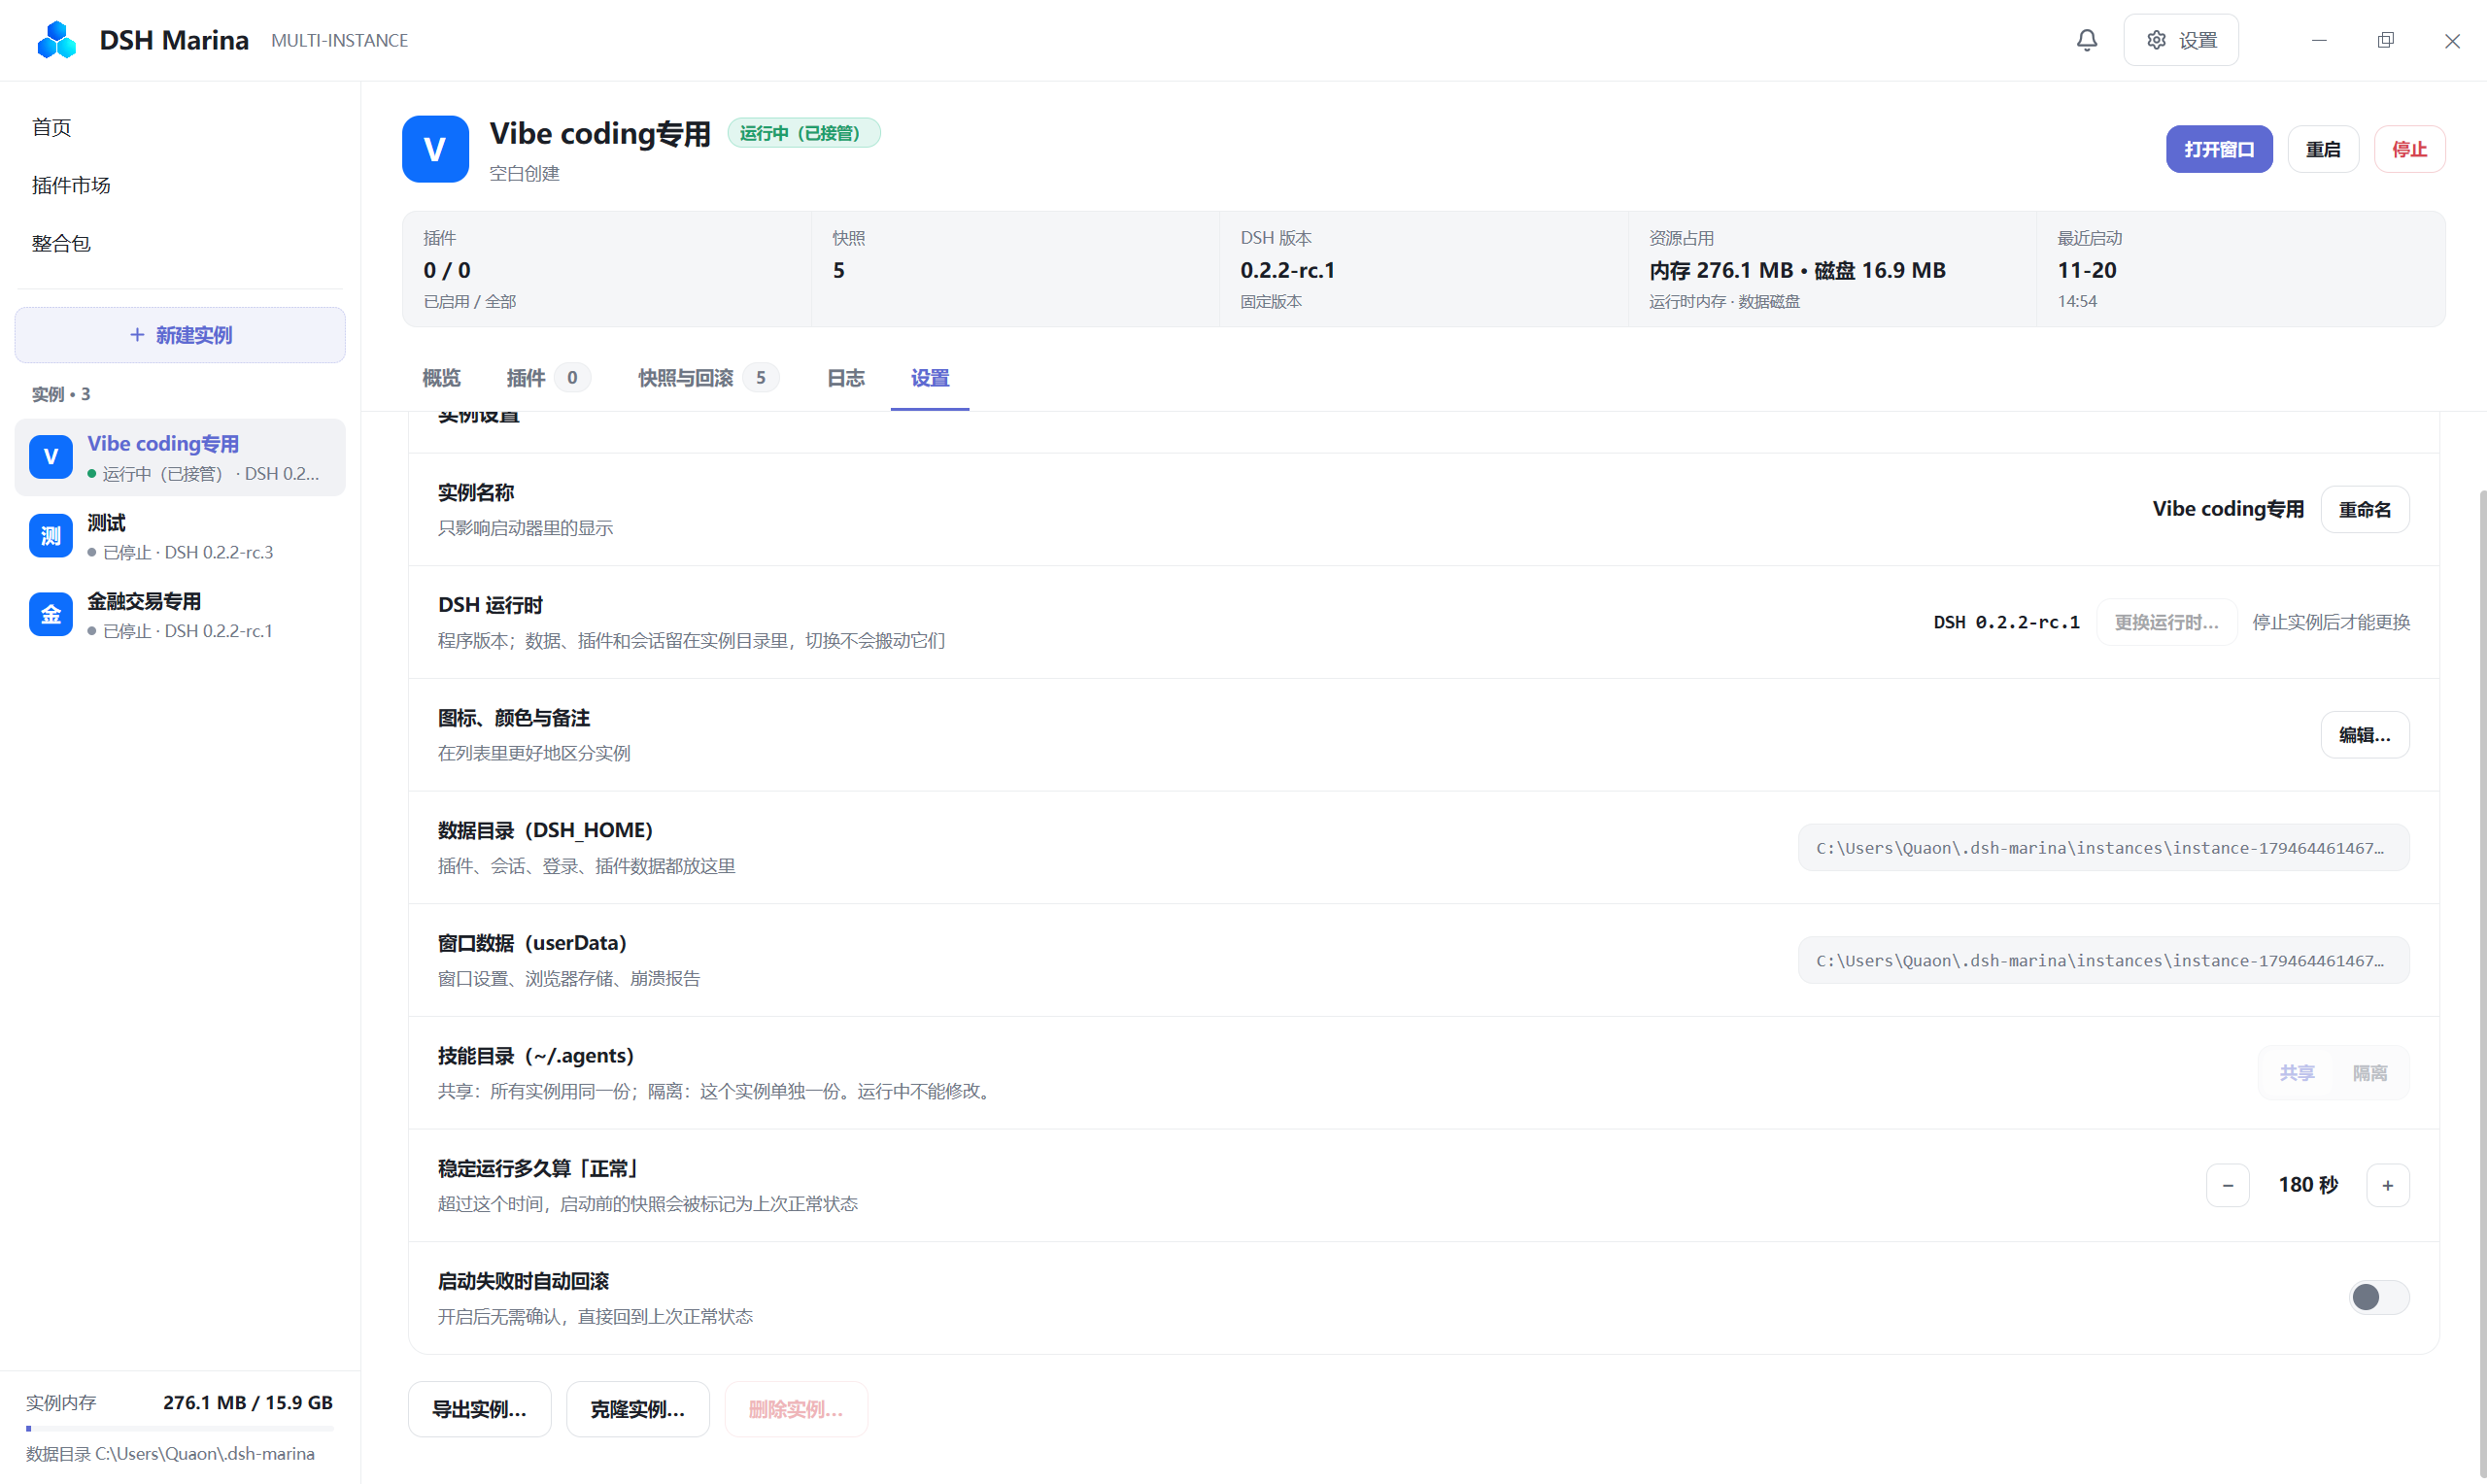 DSH Marina MULTI-INSTANCE
设置
首页
插件市场
整合包
+ 新建实例
实例 • 3
V
Vibe coding专用
运行中（已接管） · DSH 0.2...
测
测试
已停止 · DSH 0.2.2-rc.3
金
金融交易专用
已停止 · DSH 0.2.2-rc.1
实例内存 276.1 MB / 15.9 GB
数据目录 C:\Users\Quaon\.dsh-marina
V
Vibe coding专用 运行中（已接管）
空白创建
打开窗口 重启 停止
插件
0 / 0
已启用 / 全部
快照
5
DSH 版本
0.2.2-rc.1
固定版本
资源占用
内存 276.1 MB • 磁盘 16.9 MB
运行时内存 · 数据磁盘
最近启动
11-20
14:54
概览 插件 0 快照与回滚 5 日志 设置
实例设置
实例名称
只影响启动器里的显示
Vibe coding专用 重命名
DSH 运行时
程序版本；数据、插件和会话留在实例目录里，切换不会搬动它们
DSH 0.2.2-rc.1 更换运行时... 停止实例后才能更换
图标、颜色与备注
在列表里更好地区分实例
编辑...
数据目录（DSH_HOME）
插件、会话、登录、插件数据都放这里
C:\Users\Quaon\.dsh-marina\instances\instance-179464461467...
窗口数据（userData）
窗口设置、浏览器存储、崩溃报告
C:\Users\Quaon\.dsh-marina\instances\instance-179464461467...
技能目录（~/.agents）
共享：所有实例用同一份；隔离：这个实例单独一份。运行中不能修改。
共享 隔离
稳定运行多久算「正常」
超过这个时间，启动前的快照会被标记为上次正常状态
− 180 秒 +
启动失败时自动回滚
开启后无需确认，直接回到上次正常状态
导出实例... 克隆实例... 删除实例...